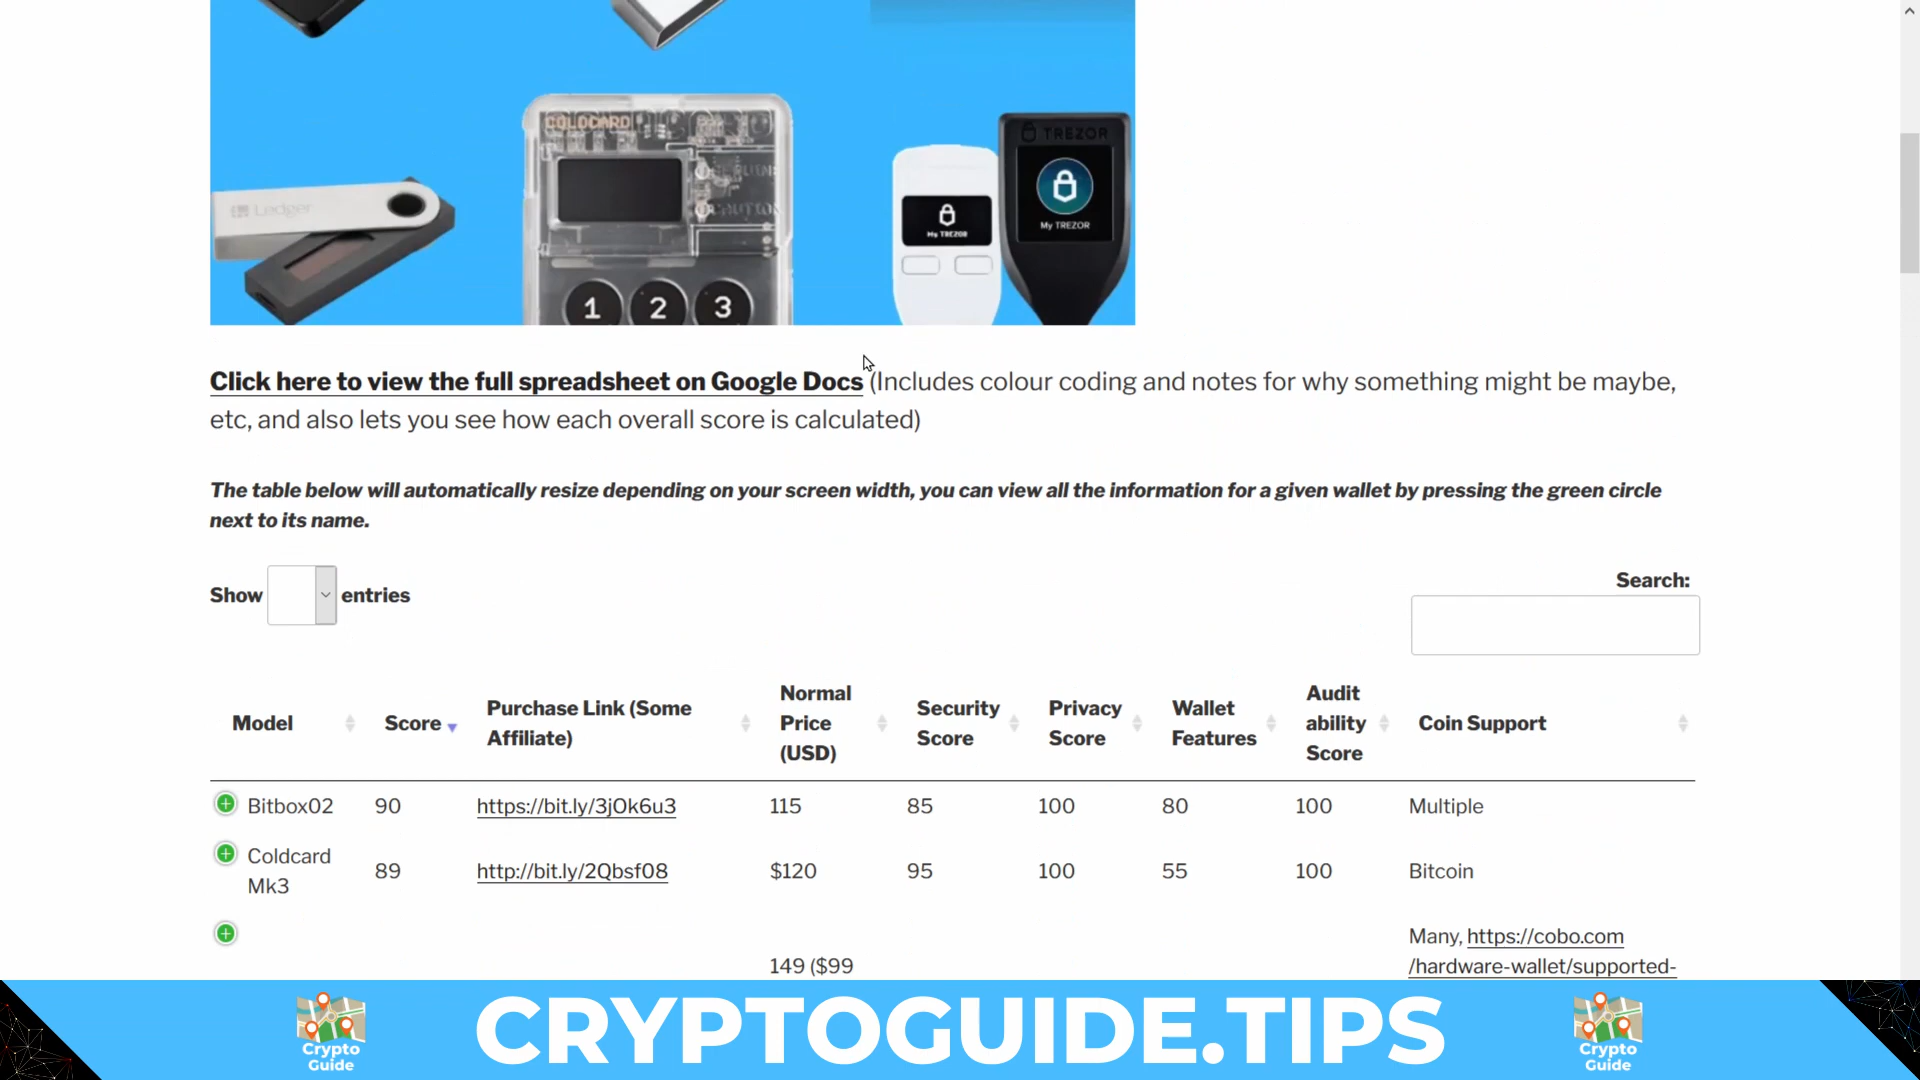 COLDCARD
TREZOR
Ledger
My TREZOR
My TREZOR
1 2 3
Click here to view the full spreadsheet on Google Docs (Includes colour coding and notes for why something might be maybe,
etc, and also lets you see how each overall score is calculated)
The table below will automatically resize depending on your screen width, you can view all the information for a given wallet by pressing the green circle
next to its name.
Show entries
Search:
Model Score Purchase Link (Some Affiliate) Normal Price (USD) Security Score Privacy Score Wallet Features Audit ability Score Coin Support
Bitbox02 90 https://bit.ly/3jOk6u3 115 85 100 80 100 Multiple
Coldcard Mk3 89 http://bit.ly/2Qbsf08 $120 95 100 55 100 Bitcoin
Many, https://cobo.com
149 ($99 /hardware-wallet/supported-
CRYPTOGUIDE.TIPS
Crypto
Guide
Crypto
Guide